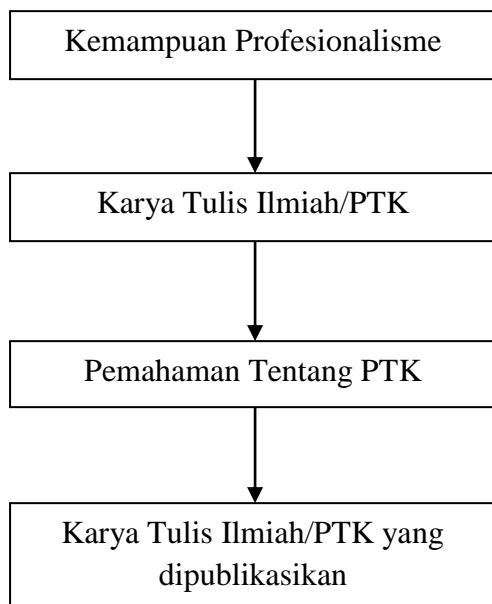 Kemampuan Profesionalisme
Karya Tulis Ilmiah/PTK
Pemahaman Tentang PTK
Karya Tulis Ilmiah/PTK yang
dipublikasikan